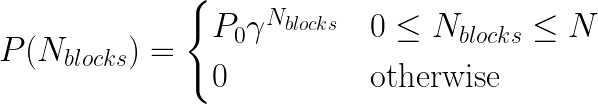 P(N_{blocks}) = \begin{cases} P_0 \gamma^{N_{blocks}} & 0 \leq N_{blocks} \leq N \\ 0 & \text{otherwise} \end{cases}